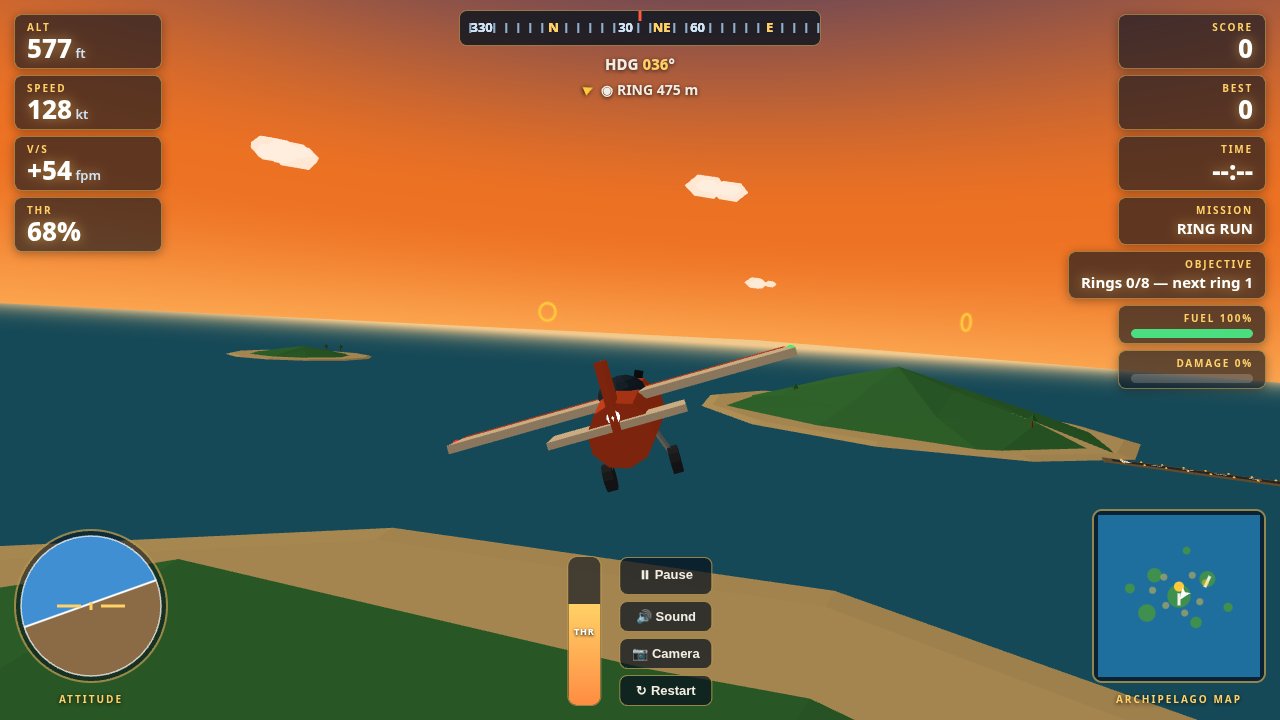 ALT
577 ft
SPEED
128 kt
V/S
+54 fpm
THR
68%
330 N 30 NE 60 E
HDG 036°
◉ RING 475 m
SCORE
0
BEST
0
TIME
--:--
MISSION
RING RUN
OBJECTIVE
Rings 0/8 — next ring 1
FUEL 100%
DAMAGE 0%
ATTITUDE
THR
⏸ Pause
🔊 Sound
📷 Camera
↻ Restart
ARCHIPELAGO MAP